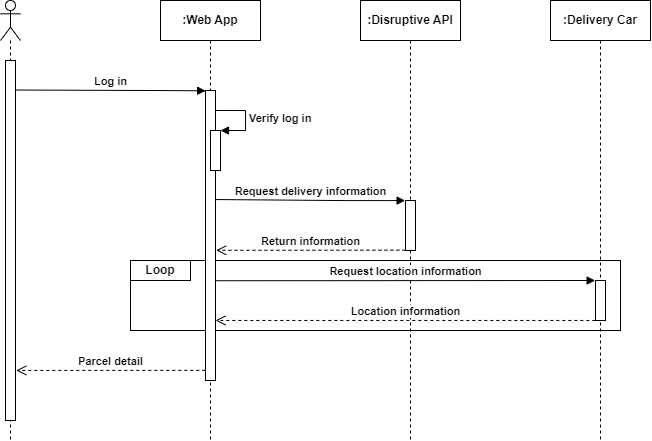 :Web App
:Disruptive API
:Delivery Car
Log in
Verify log in
Request delivery information
Return information
Loop
Request location information
Location information
Parcel detail